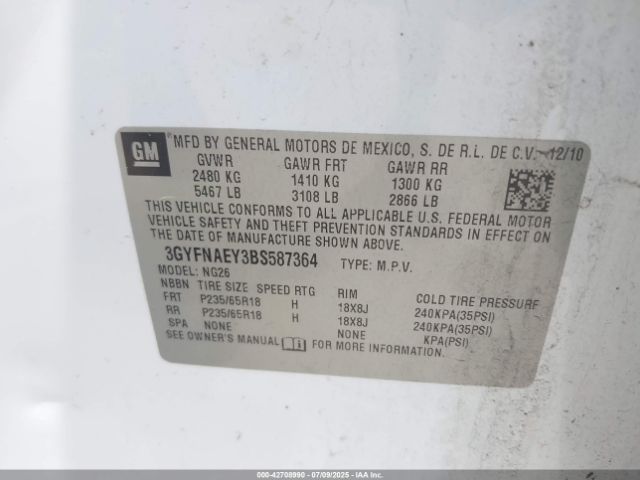 GM MFD BY GENERAL MOTORS DE MEXICO, S. DE R.L. DE C.V. 12/10
GVWR GAWR FRT GAWR RR
2480 KG 1410 KG 1300 KG
5467 LB 3108 LB 2866 LB
THIS VEHICLE CONFORMS TO ALL APPLICABLE U.S. FEDERAL MOTOR
VEHICLE SAFETY AND THEFT PREVENTION STANDARDS IN EFFECT ON
THE DATE OF MANUFACTURE SHOWN ABOVE.
3GYFNAEY3BS587364 TYPE: M.P.V.
MODEL: NG26
NBBN TIRE SIZE SPEED RTG RIM COLD TIRE PRESSURE
FRT P235/65R18 H 18X8J 240KPA(35PSI)
RR P235/65R18 H 18X8J 240KPA(35PSI)
SPA NONE NONE KPA(PSI)
SEE OWNER'S MANUAL FOR MORE INFORMATION.
000-42708990 07/09/2025 IAA Copart